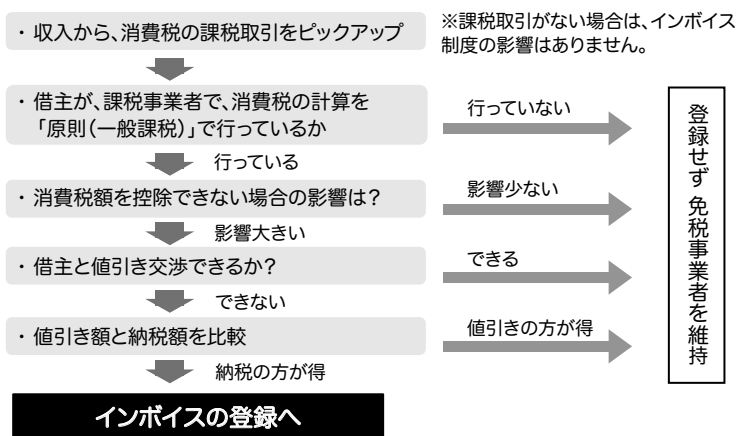 ・収入から、消費税の課税取引をピックアップ
※課税取引がない場合は、インボイス
制度の影響はありません。
・借主が、課税事業者で、消費税の計算を
「原則(一般課税)」で行っているか
行っていない
行っている
・消費税額を控除できない場合の影響は?
影響少ない
影響大きい
・借主と値引き交渉できるか?
できる
できない
・値引き額と納税額を比較
値引きの方が得
納税の方が得
インボイスの登録へ
登録せず 免税事業者を維持